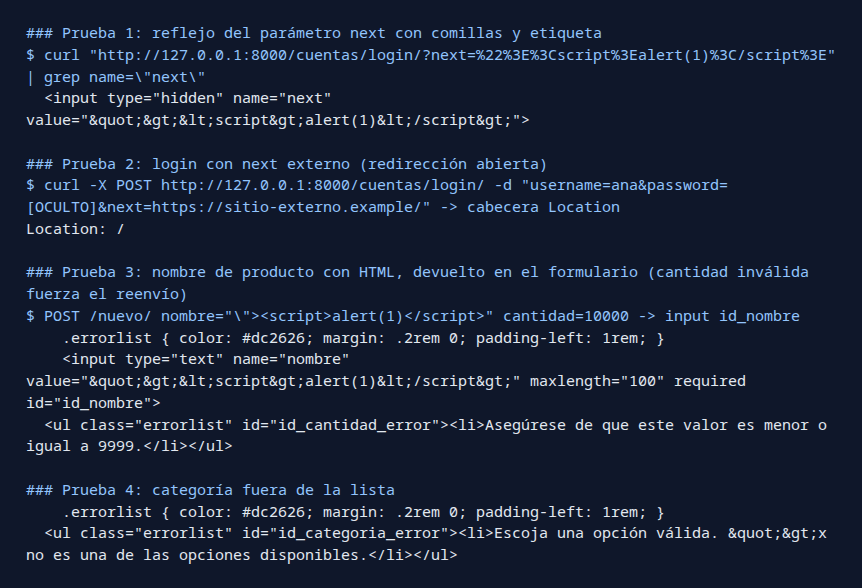 ### Prueba 1: reflejo del parámetro next con comillas y etiqueta
$ curl "http://127.0.0.1:8000/cuentas/login/?next=%22%3E%3Cscript%3Ealert(1)%3C/script%3E"
| grep name=\"next\"
  <input type="hidden" name="next"
value="&quot;&gt;&lt;script&gt;alert(1)&lt;/script&gt;">

### Prueba 2: login con next externo (redirección abierta)
$ curl -X POST http://127.0.0.1:8000/cuentas/login/ -d "username=ana&password=
[OCULTO]&next=https://sitio-externo.example/" -> cabecera Location
Location: /

### Prueba 3: nombre de producto con HTML, devuelto en el formulario (cantidad inválida
fuerza el reenvío)
$ POST /nuevo/ nombre="\"><script>alert(1)</script>" cantidad=10000 -> input id_nombre
    .errorlist { color: #dc2626; margin: .2rem 0; padding-left: 1rem; }
    <input type="text" name="nombre"
value="&quot;&gt;&lt;script&gt;alert(1)&lt;/script&gt;" maxlength="100" required
id="id_nombre">
  <ul class="errorlist" id="id_cantidad_error"><li>Asegúrese de que este valor es menor o
igual a 9999.</li></ul>

### Prueba 4: categoría fuera de la lista
    .errorlist { color: #dc2626; margin: .2rem 0; padding-left: 1rem; }
  <ul class="errorlist" id="id_categoria_error"><li>Escoja una opción válida. &quot;&gt;x
no es una de las opciones disponibles.</li></ul>